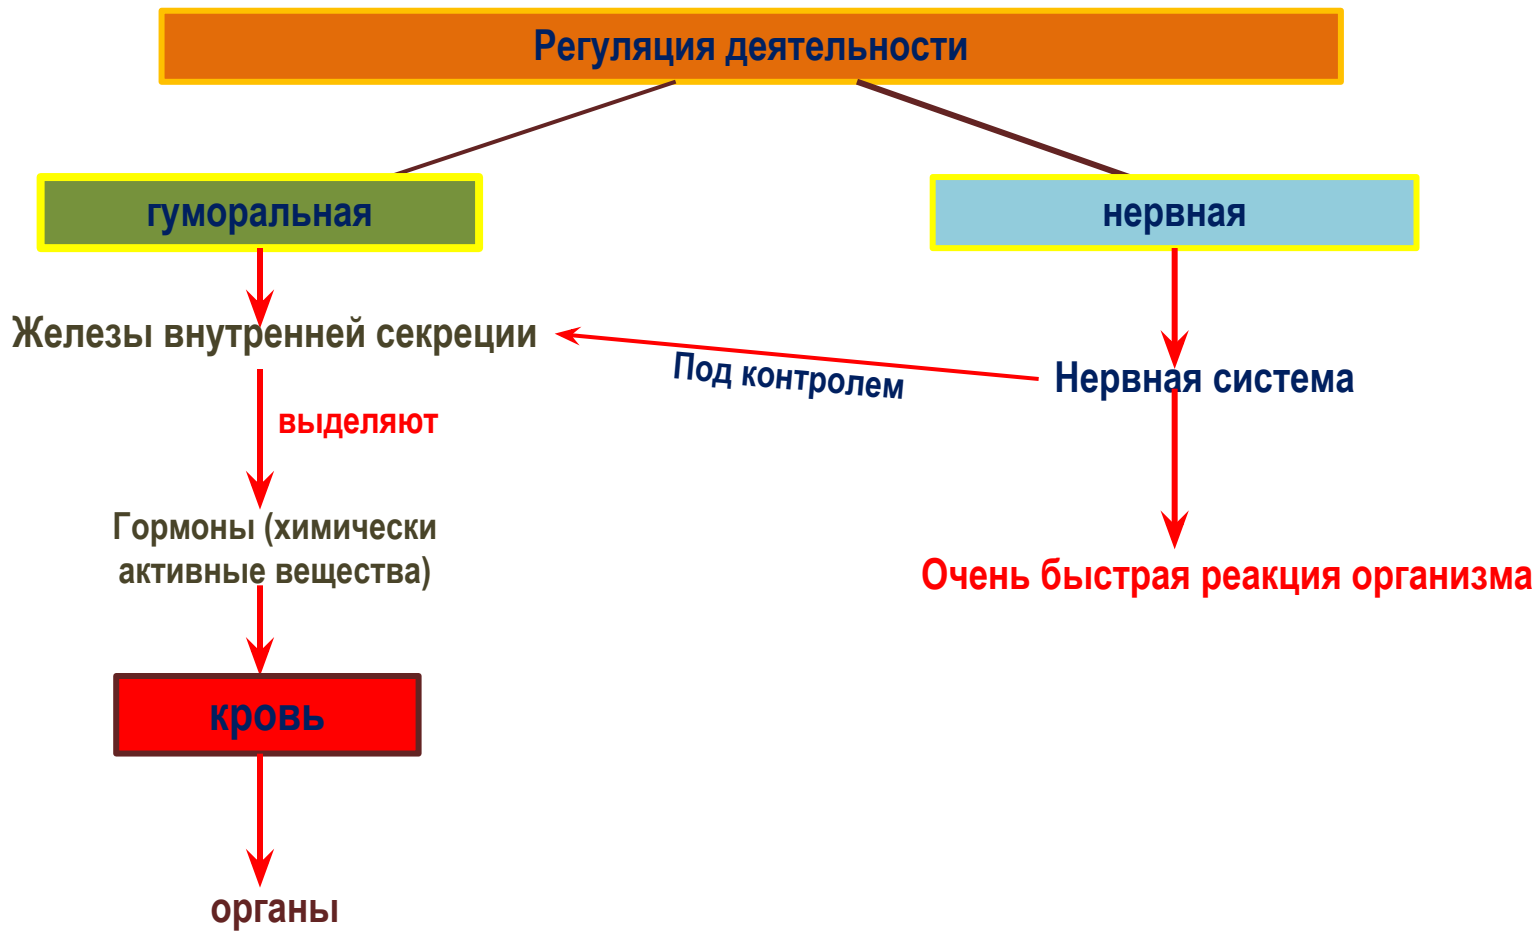 Регуляция деятельности
гуморальная
нервная
Железы внутренней секреции
Под контролем
Нервная система
выделяют
Гормоны (химически
активные вещества)
Очень быстрая реакция организма
кровь
органы